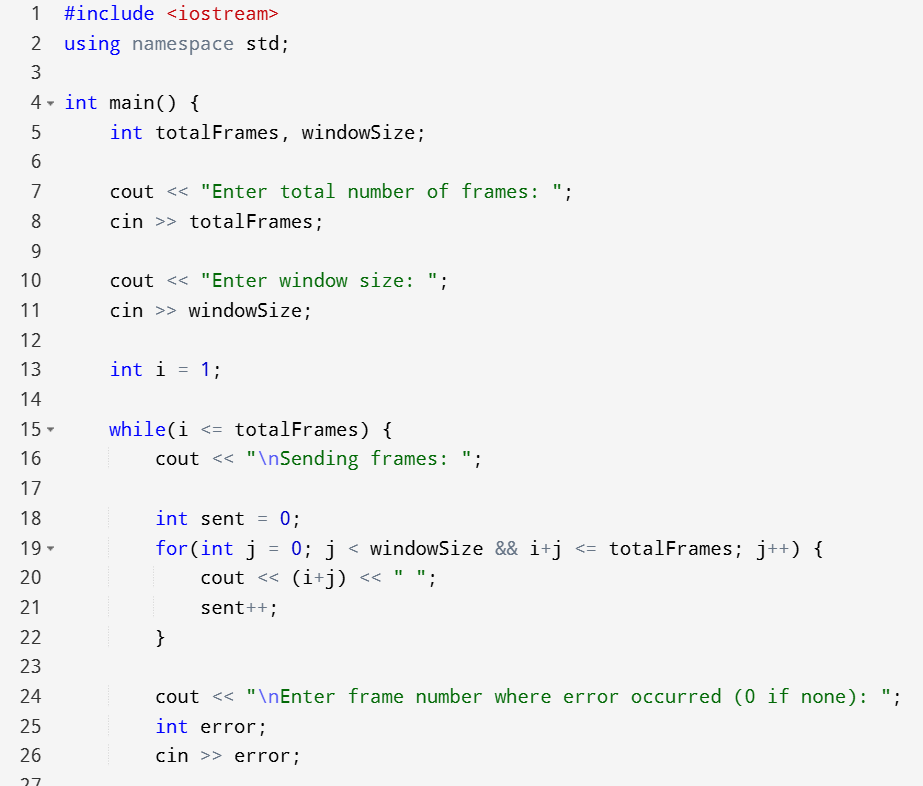 1 #include <iostream>
2 using namespace std;
3
4 int main() {
5 int totalFrames, windowSize;
6
7 cout << "Enter total number of frames: ";
8 cin >> totalFrames;
9
10 cout << "Enter window size: ";
11 cin >> windowSize;
12
13 int i = 1;
14
15 while(i <= totalFrames) {
16 cout << "\nSending frames: ";
17
18 int sent = 0;
19 for(int j = 0; j < windowSize && i+j <= totalFrames; j++) {
20 cout << (i+j) << " ";
21 sent++;
22 }
23
24 cout << "\nEnter frame number where error occurred (0 if none): ";
25 int error;
26 cin >> error;
27